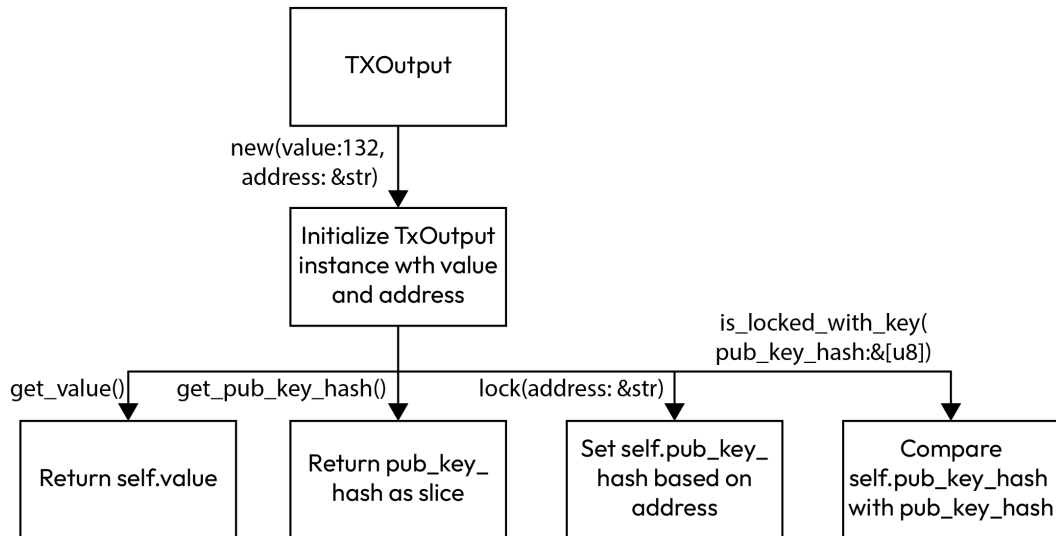 TXOutput
new(value:132,
address: &str)
Initialize TxOutput
instance wth value
and address
is_locked_with_key(
pub_key_hash:&[u8])
get_value()
get_pub_key_hash()
lock(address: &str)
Return self.value
Return pub_key_
hash as slice
Set self.pub_key_
hash based on
address
Compare
self.pub_key_hash
with pub_key_hash